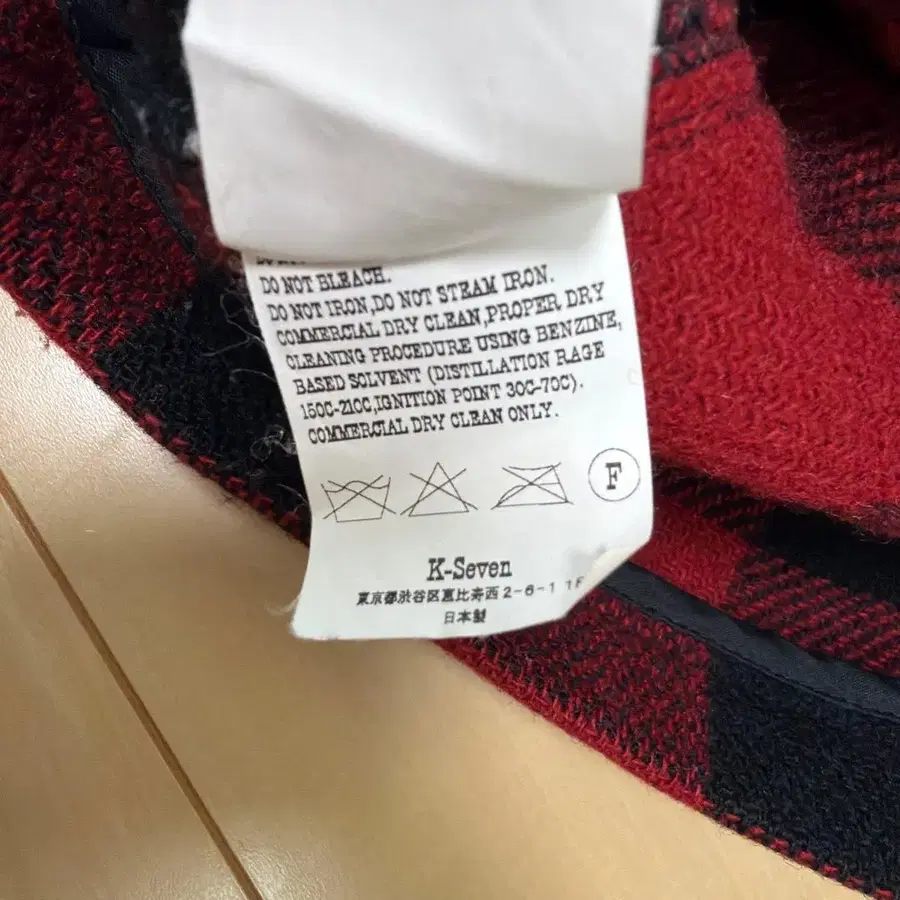 DO NOT BLEACH.
DO NOT IRON,DO NOT STEAM IRON.
COMMERCIAL DRY CLEAN,PROPER DRY
CLEANING PROCEDURE USING BENZINE,
BASED SOLVENT (DISTILLATION RAGE
150C-210C,IGNITION POINT 30C-70C).
COMMERCIAL DRY CLEAN ONLY.
F
K-Seven
東京都渋谷区恵比寿西2-6-1 1F
日本製